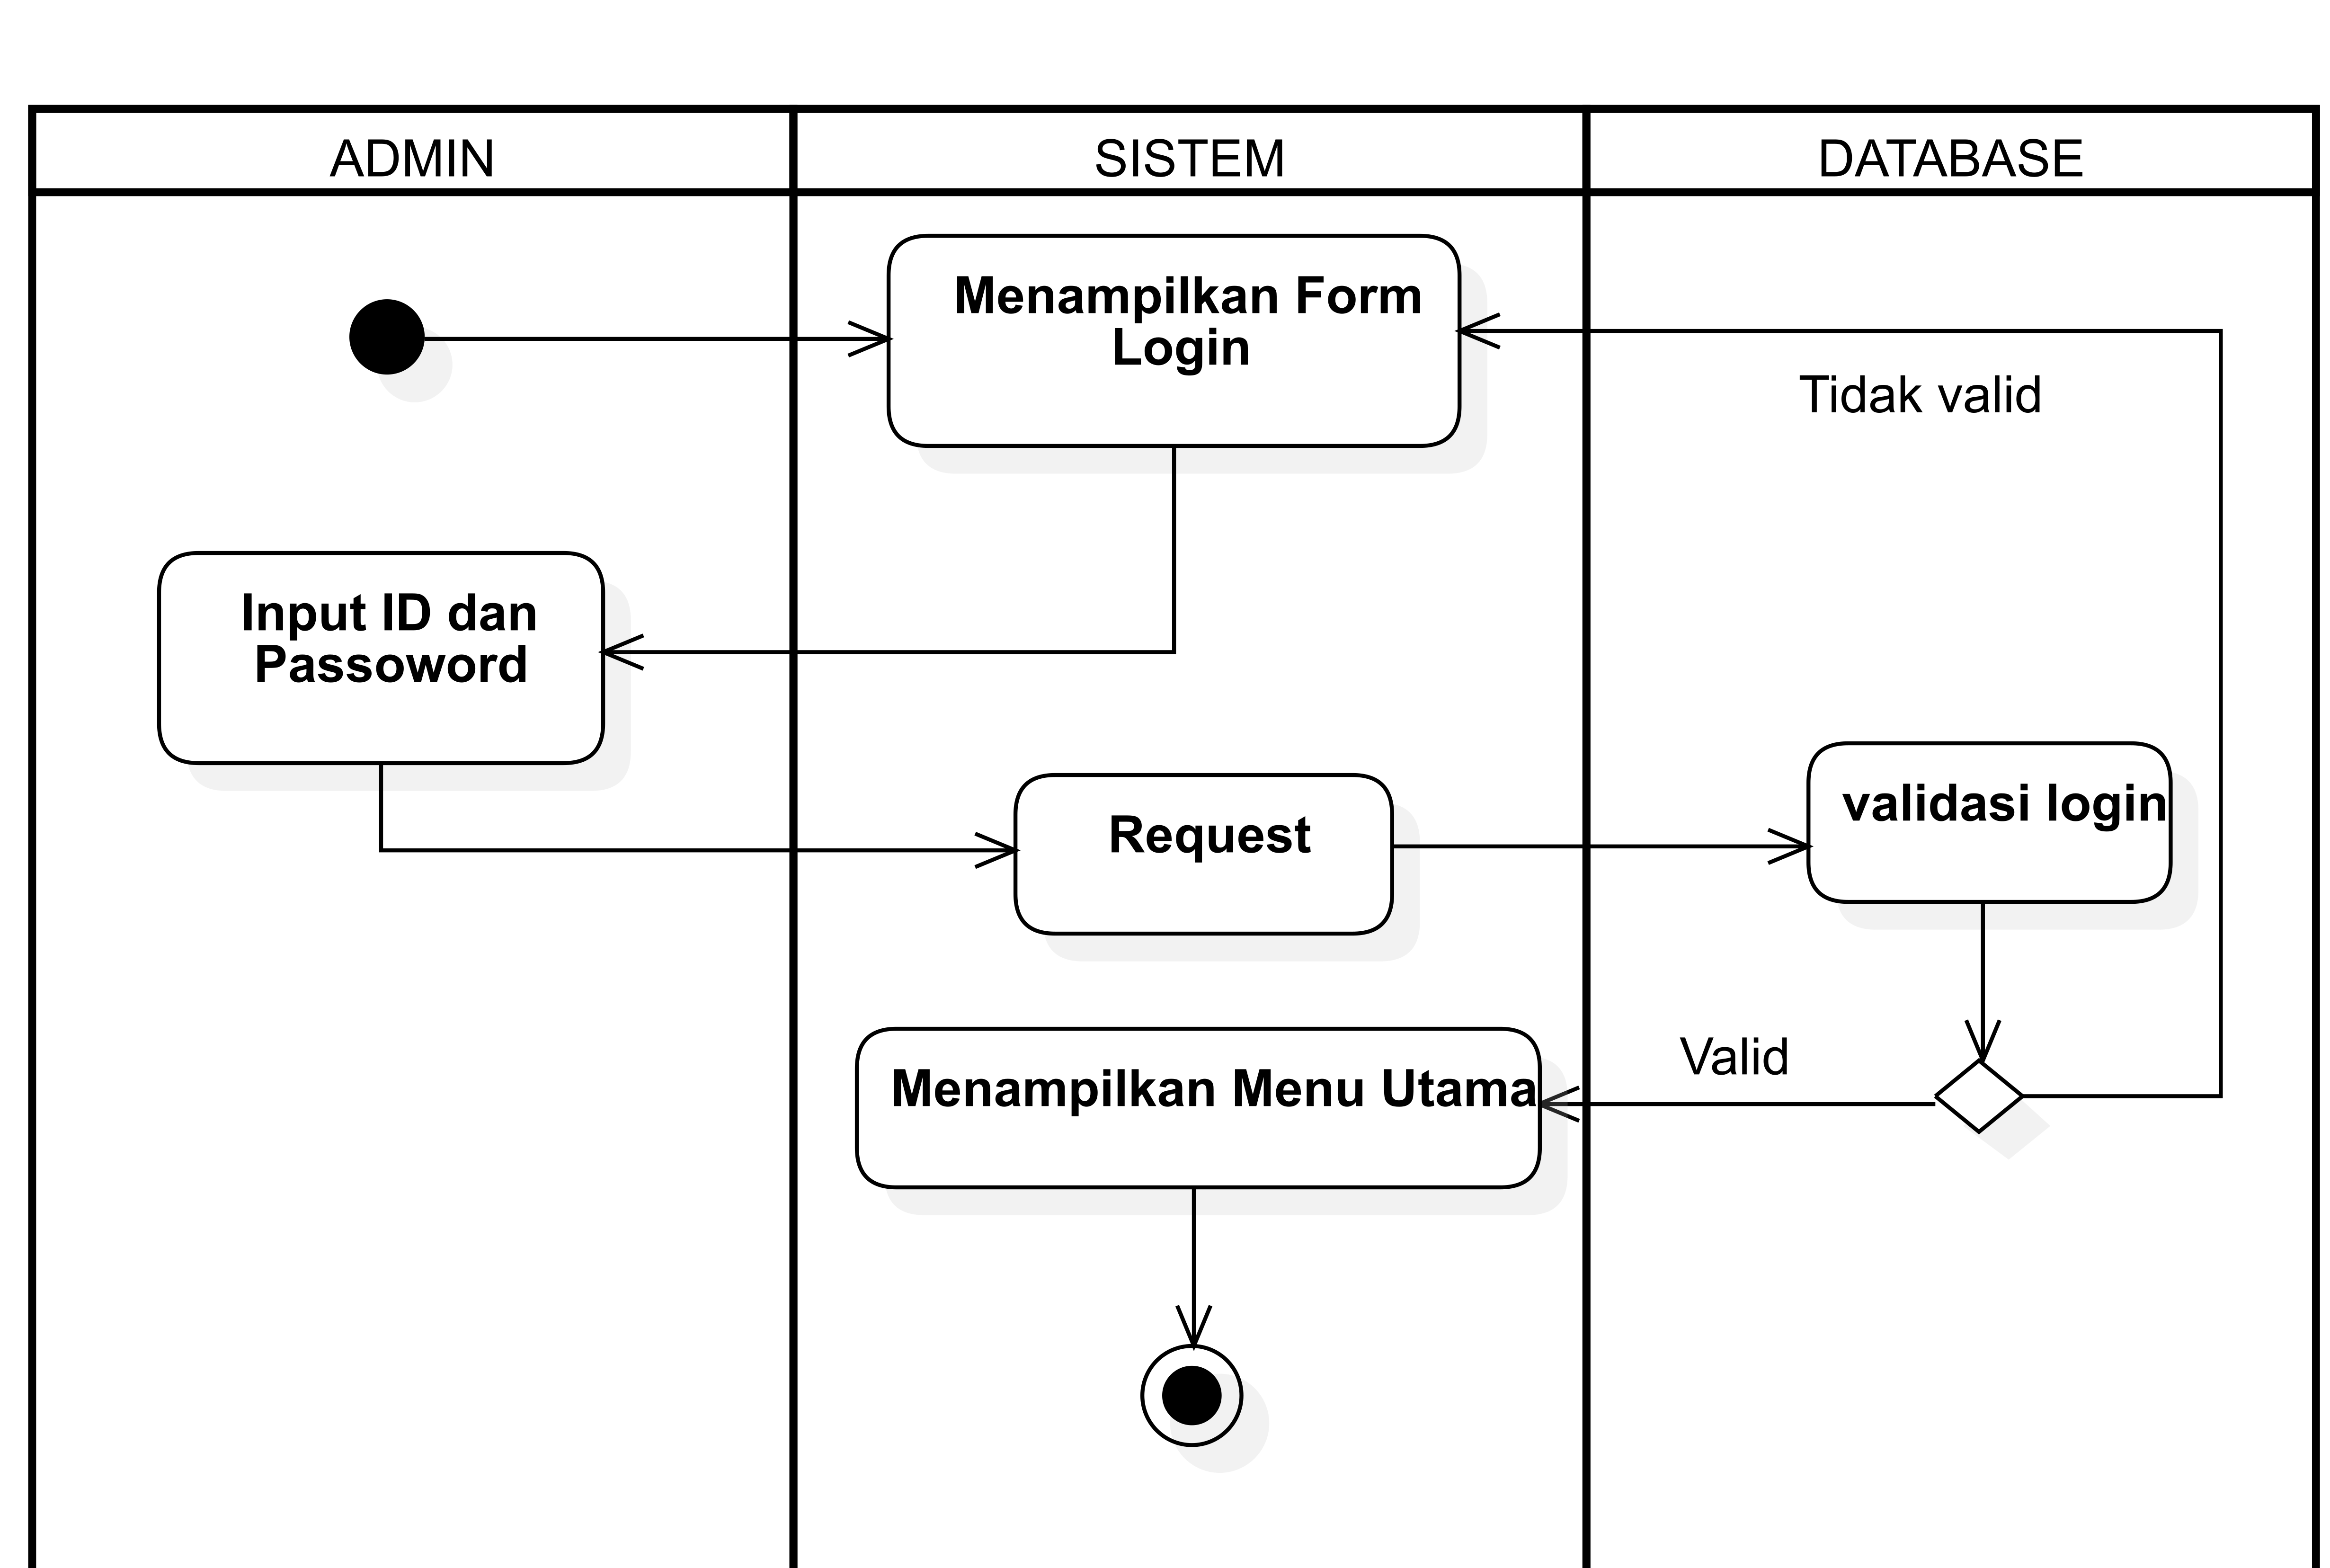 ADMIN
SISTEM
DATABASE
Menampilkan Form
Login
Tidak valid
Input ID dan
Passoword
Request
validasi login
Valid
Menampilkan Menu Utama